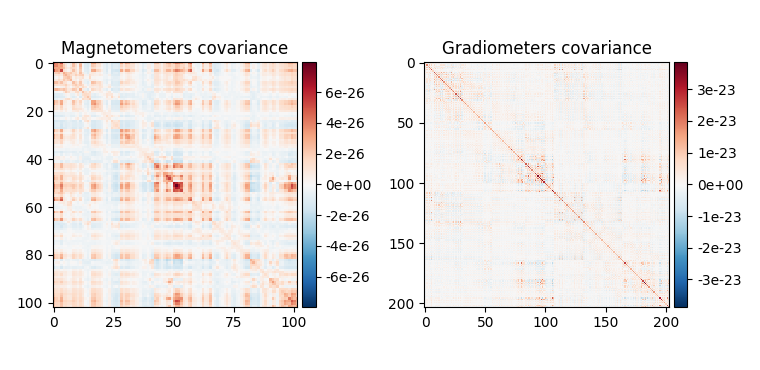 Magnetometers covariance
0
20
40
60
80
100
0
25
50
75
100
6e-26
4e-26
2e-26
0e+00
-2e-26
-4e-26
-6e-26
Gradiometers covariance
0
50
100
150
200
0
50
100
150
200
3e-23
2e-23
1e-23
0e+00
-1e-23
-2e-23
-3e-23